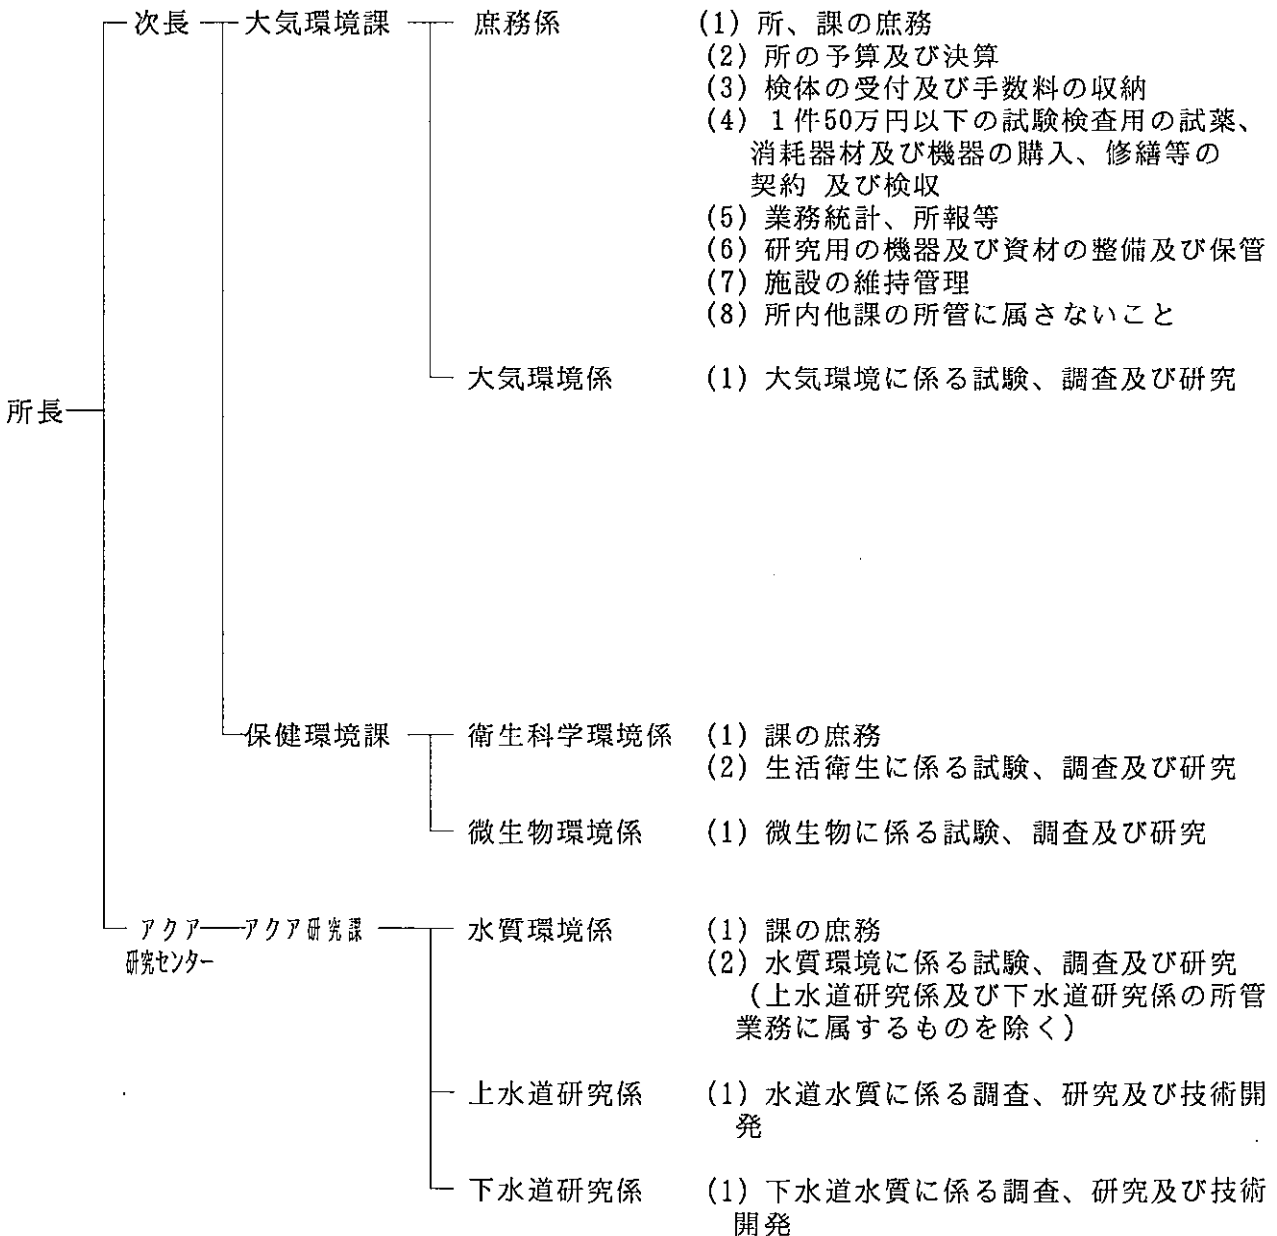 次長 大気環境課 庶務係 (1) 所、課の庶務
(2) 所の予算及び決算
(3) 検体の受付及び手数料の収納
(4) 1件50万円以下の試験検査用の試薬、
消耗器材及び機器の購入、修繕等の
契約 及び検収
(5) 業務統計、所報等
(6) 研究用の機器及び資材の整備及び保管
(7) 施設の維持管理
(8) 所内他課の所管に属さないこと
大気環境係 (1) 大気環境に係る試験、調査及び研究
所長
保健環境課 衛生科学環境係 (1) 課の庶務
(2) 生活衛生に係る試験、調査及び研究
微生物環境係 (1) 微生物に係る試験、調査及び研究
アクア アクア研究課 水質環境係 (1) 課の庶務
研究センター (2) 水質環境に係る試験、調査及び研究
(上水道研究係及び下水道研究係の所管
業務に属するものを除く)
上水道研究係 (1) 水道水質に係る調査、研究及び技術開
発
下水道研究係 (1) 下水道水質に係る調査、研究及び技術
開発